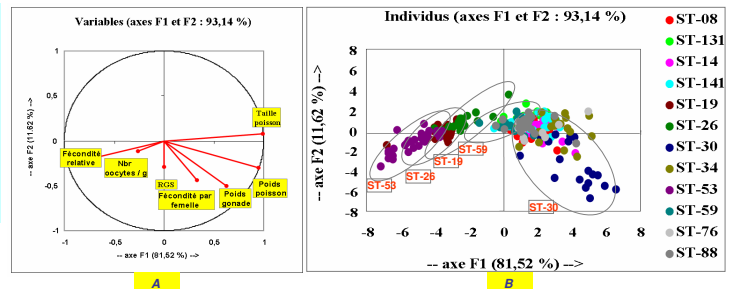 Variables (axes F1 et F2 : 93,14 %)
1
0,5
0
-0,5
-1
-1
-0,5
0
0,5
1
-- axe F2 (11,62 %) -->
-- axe F1 (81,52 %) -->
Taille
poisson
Fécondité
relative
Nbr
oocytes / g
RGS
Fécondité par
femelle
Poids
gonade
Poids
poisson
A
Individus (axes F1 et F2 : 93,14 %)
8
6
4
2
0
-2
-4
-6
-8
-8
-6
-4
-2
0
2
4
6
8
-- axe F2 (11,62 %) -->
-- axe F1 (81,52 %) -->
ST-53
ST-26
ST-19
ST-59
ST-30
B
ST-08
ST-131
ST-14
ST-141
ST-19
ST-26
ST-30
ST-34
ST-53
ST-59
ST-76
ST-88